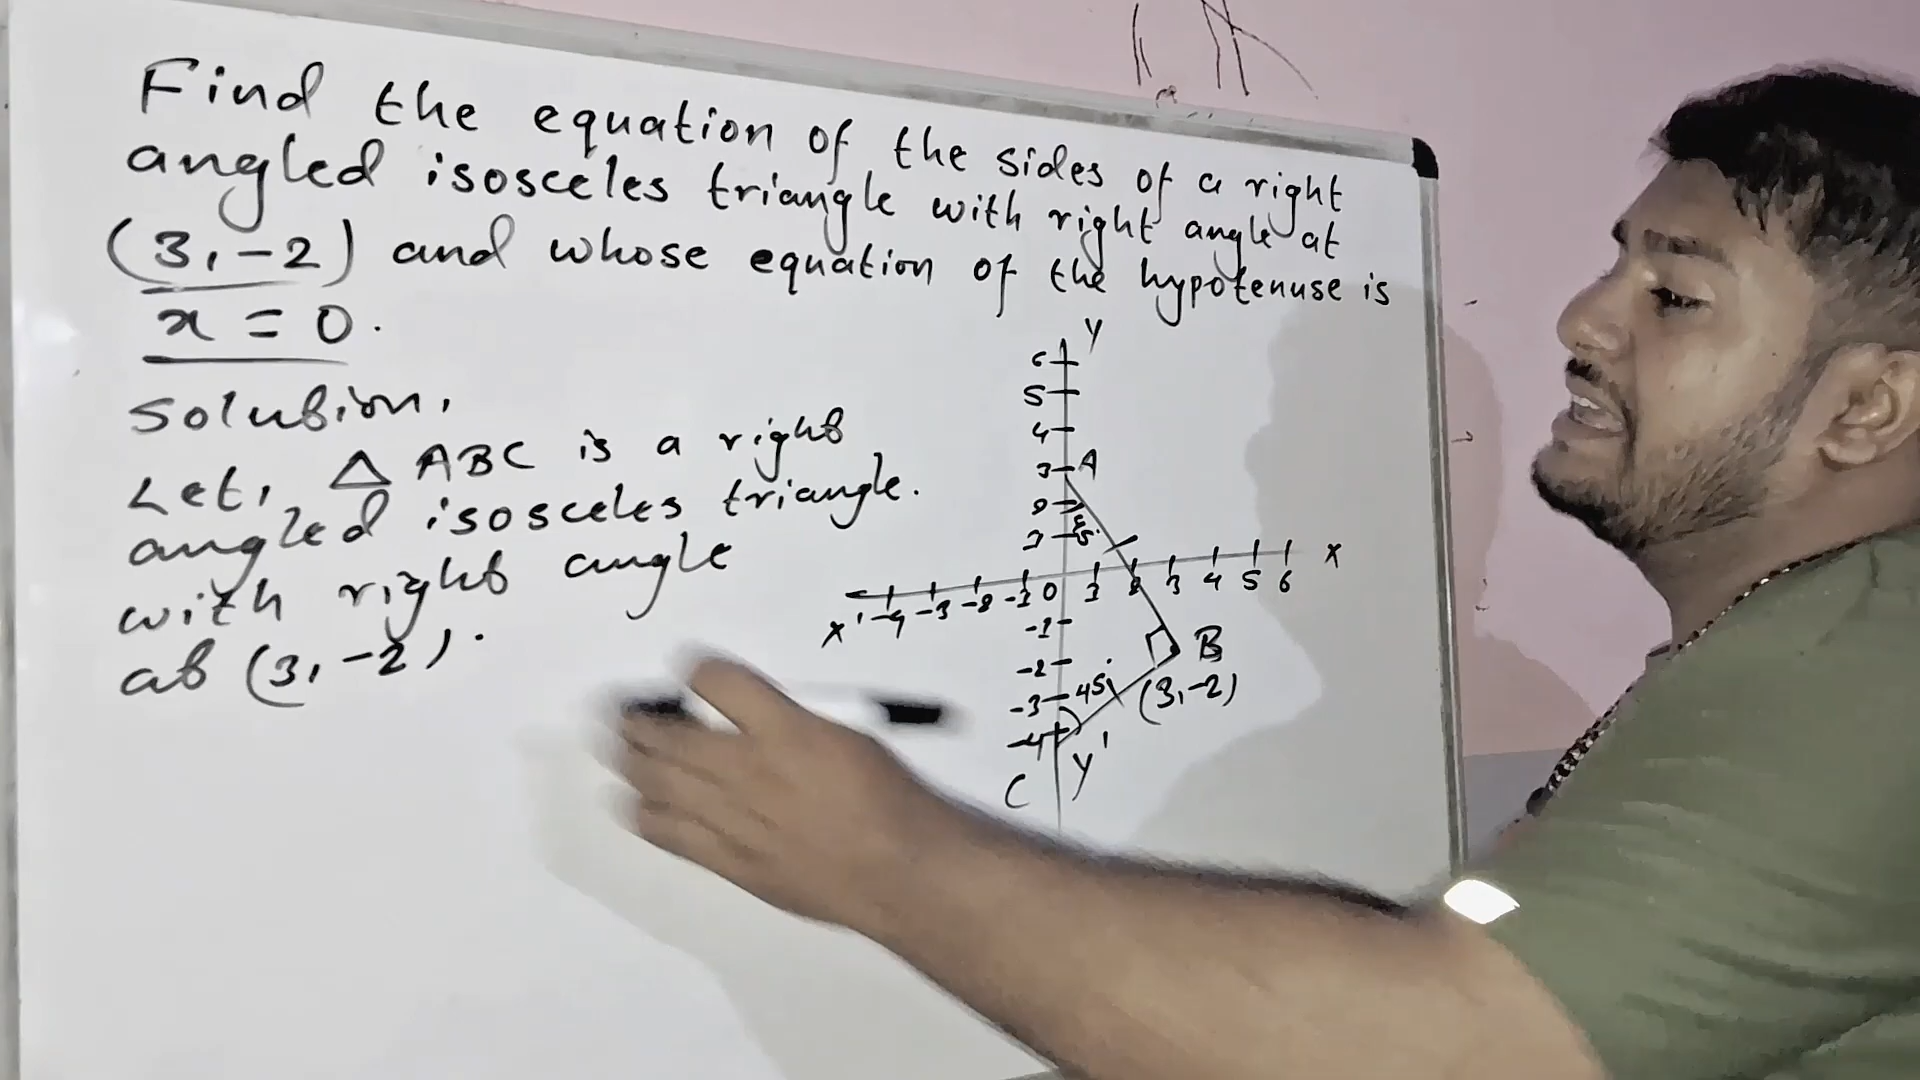 Find the equation of the sides of a right
angled isosceles triangle with right angle at
(3, -2) and whose equation of the hypotenuse is
x = 0.
Solution,
Let, △ ABC is a right
angled isosceles triangle.
with right angle
at (3, -2).
Y
6
5
4
3 A
2
1
X' -4 -3 -2 -1 0 1 2 3 4 5 6 X
-1
B
-2
(3, -2)
-3 45°
-4
Y'
C